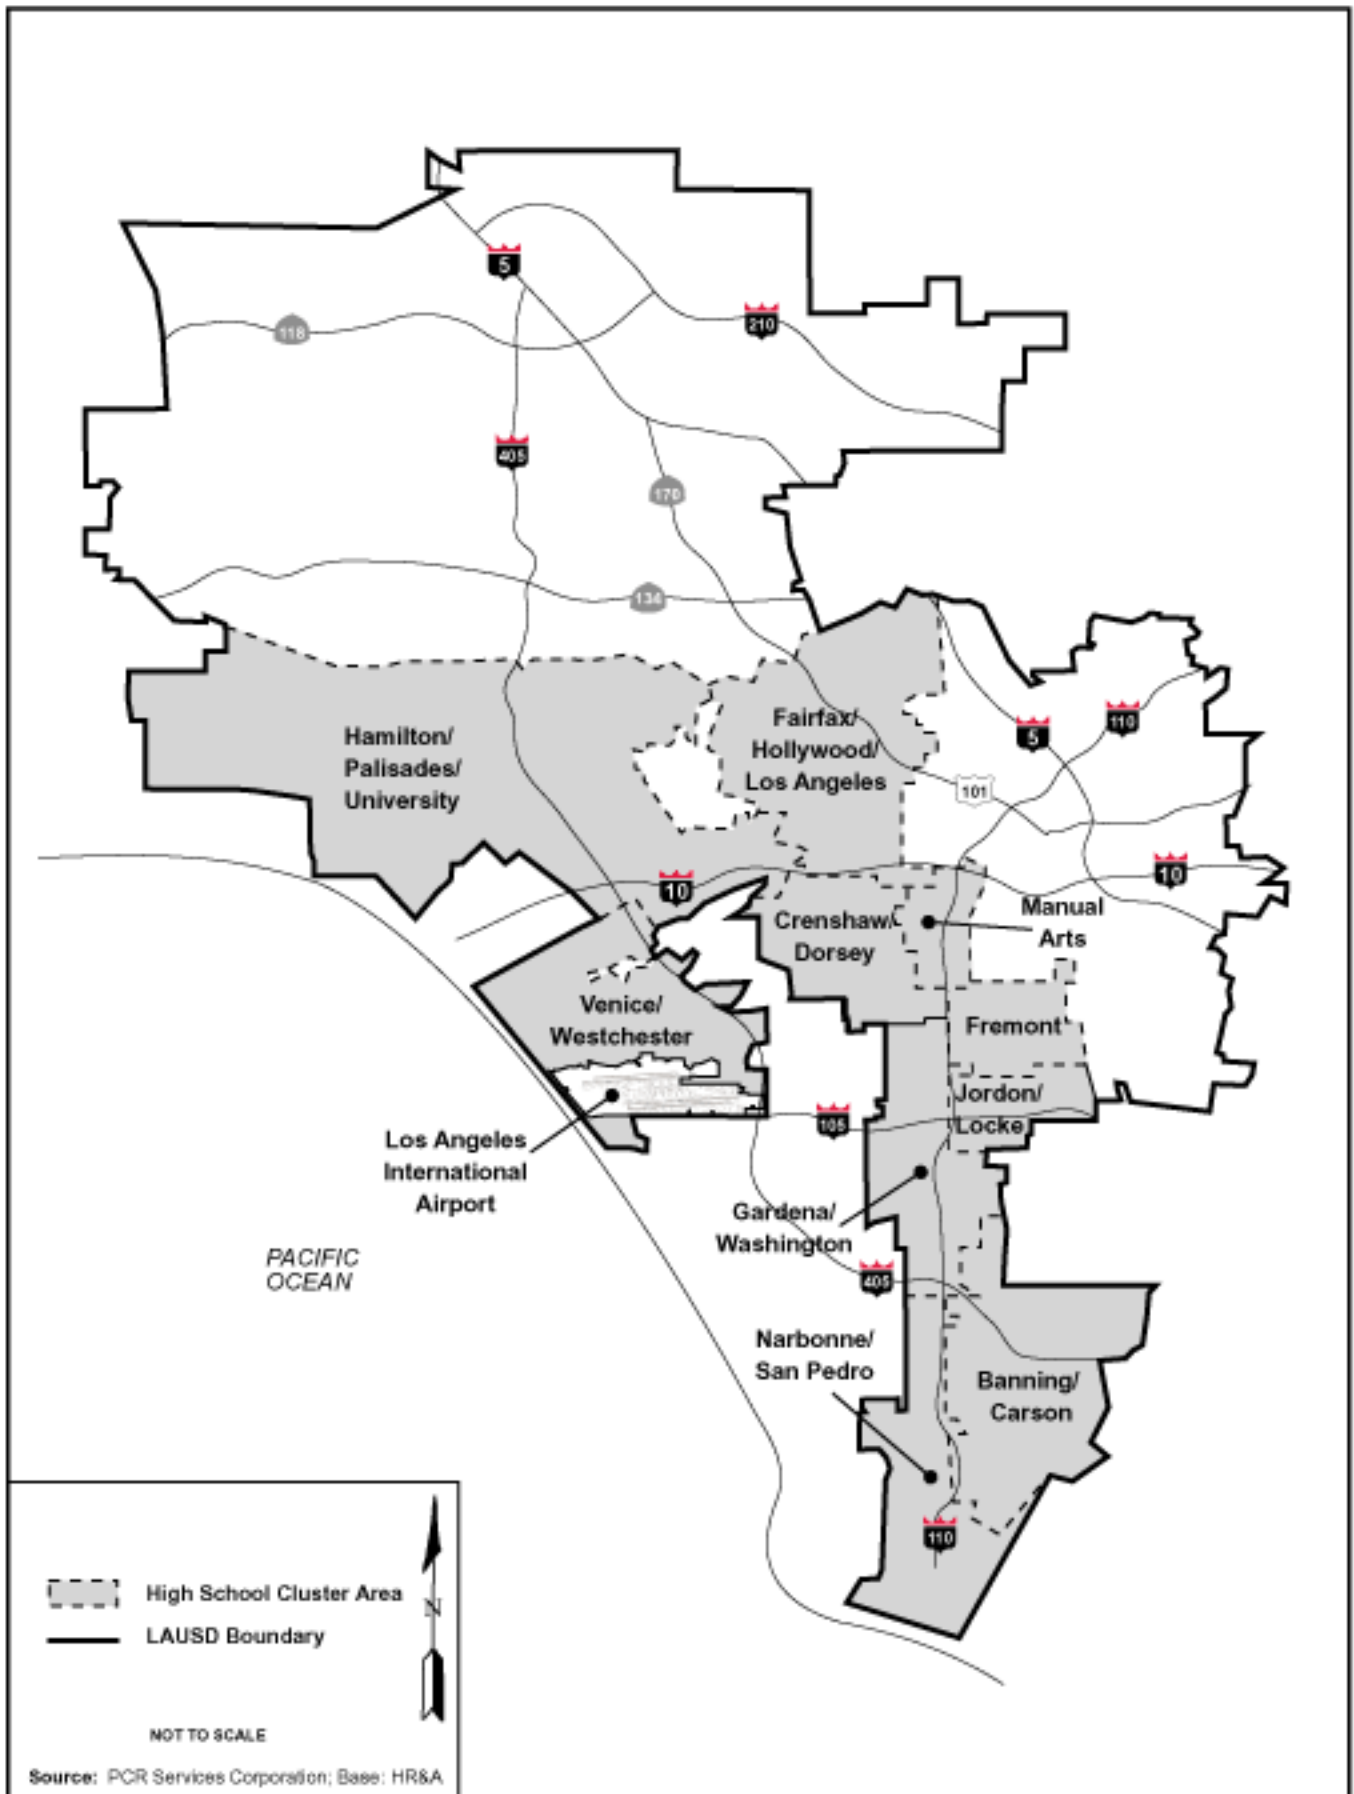 5
118
210
405
170
134
Fairfax/
Hollywood/
Los Angeles
Hamilton/
Palisades/
University
5
110
101
10
10
Manual
Arts
Crenshaw/
Dorsey
Venice/
Westchester
Fremont
Jordon/
Locke
105
Los Angeles
International
Airport
Gardena/
Washington
PACIFIC
OCEAN
405
Narbonne/
San Pedro
Banning/
Carson
110
High School Cluster Area
N
LAUSD Boundary
NOT TO SCALE
Source: PCR Services Corporation; Base: HR&A